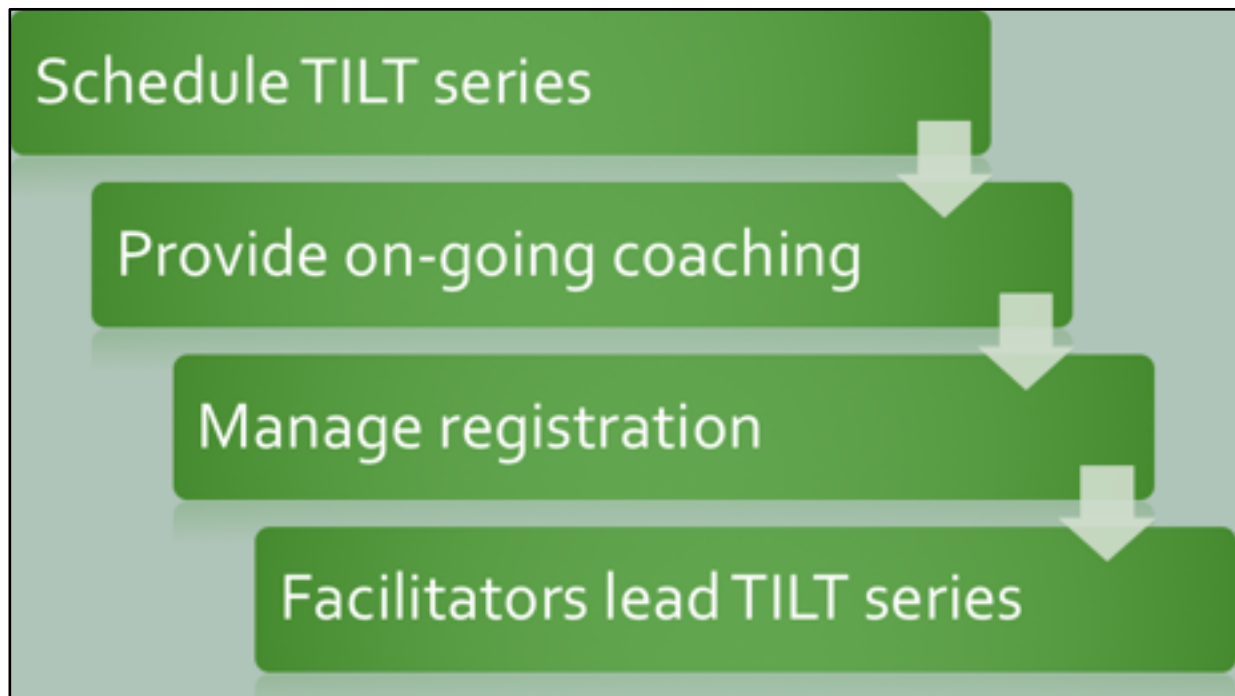 Schedule TILT series
Provide on-going coaching
Manage registration
Facilitators lead TILT series